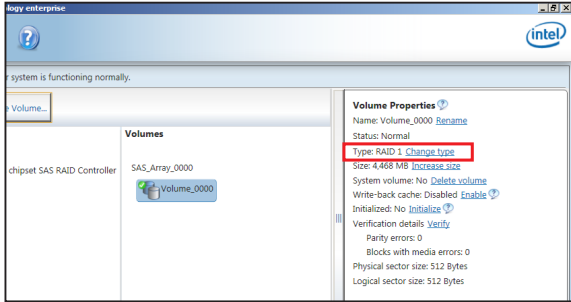 ology enterprise
intel
r system is functioning normally.
e Volume...
Volumes
chipset SAS RAID Controller
SAS_Array_0000
Volume_0000
Volume Properties
Name: Volume_0000 Rename
Status: Normal
Type: RAID 1 Change type
Size: 4,468 MB Increase size
System volume: No Delete volume
Write-back cache: Disabled Enable
Initialized: No Initialize
Verification details Verify
Parity errors: 0
Blocks with media errors: 0
Physical sector size: 512 Bytes
Logical sector size: 512 Bytes